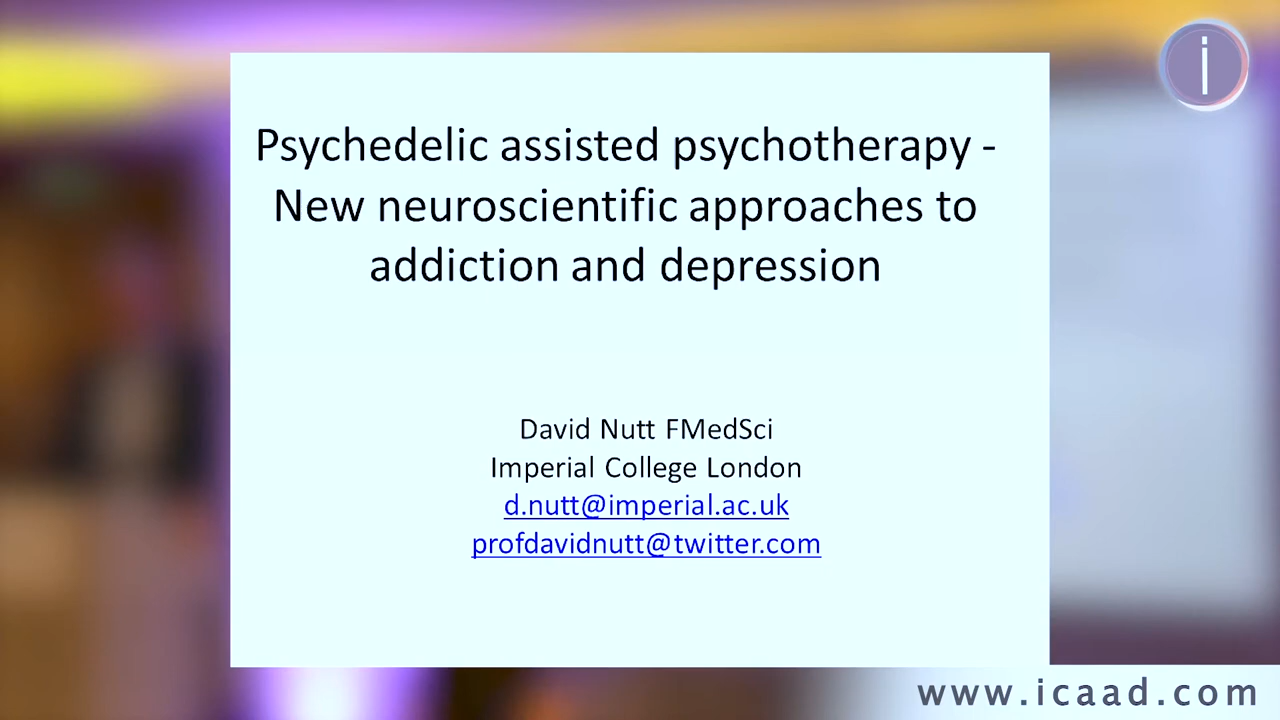 i
Psychedelic assisted psychotherapy -
New neuroscientific approaches to
addiction and depression
David Nutt FMedSci
Imperial College London
d.nutt@imperial.ac.uk
profdavidnutt@twitter.com
www.icaad.com